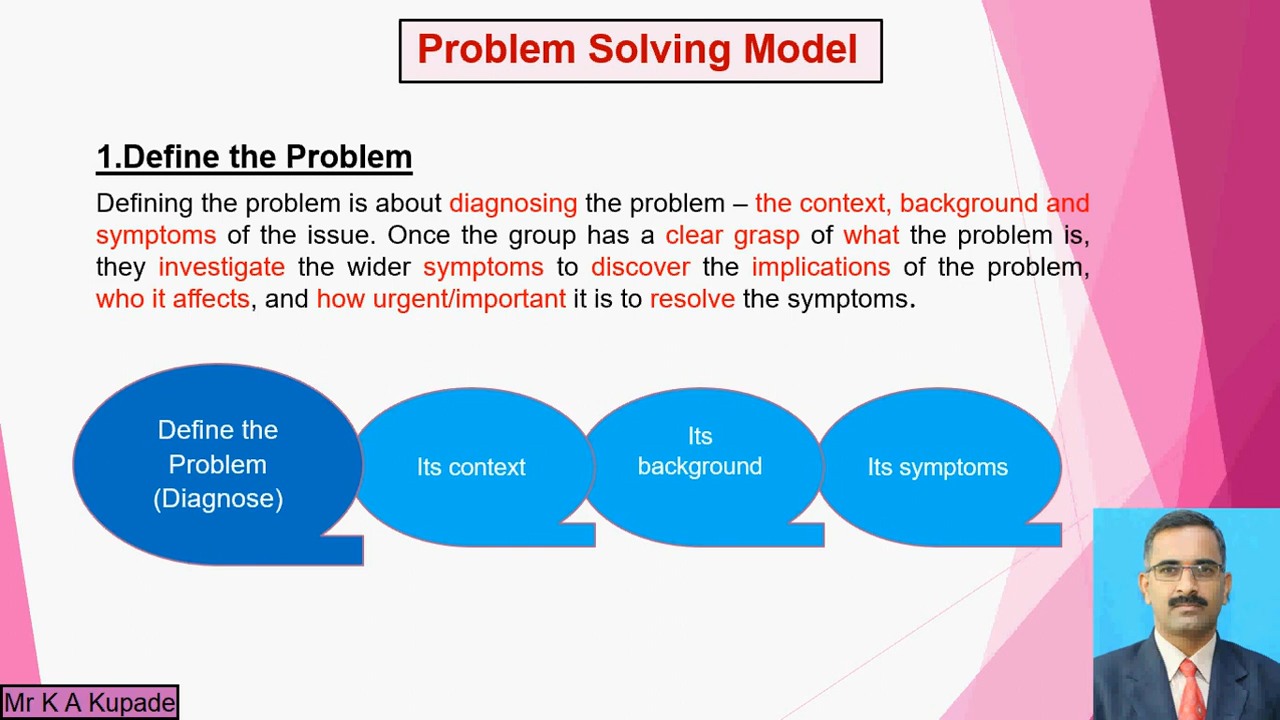 Problem Solving Model
1.Define the Problem
Defining the problem is about diagnosing the problem – the context, background and
symptoms of the issue. Once the group has a clear grasp of what the problem is,
they investigate the wider symptoms to discover the implications of the problem,
who it affects, and how urgent/important it is to resolve the symptoms.
Define the
Problem
(Diagnose)
Its context
Its
background
Its symptoms
Mr K A Kupade